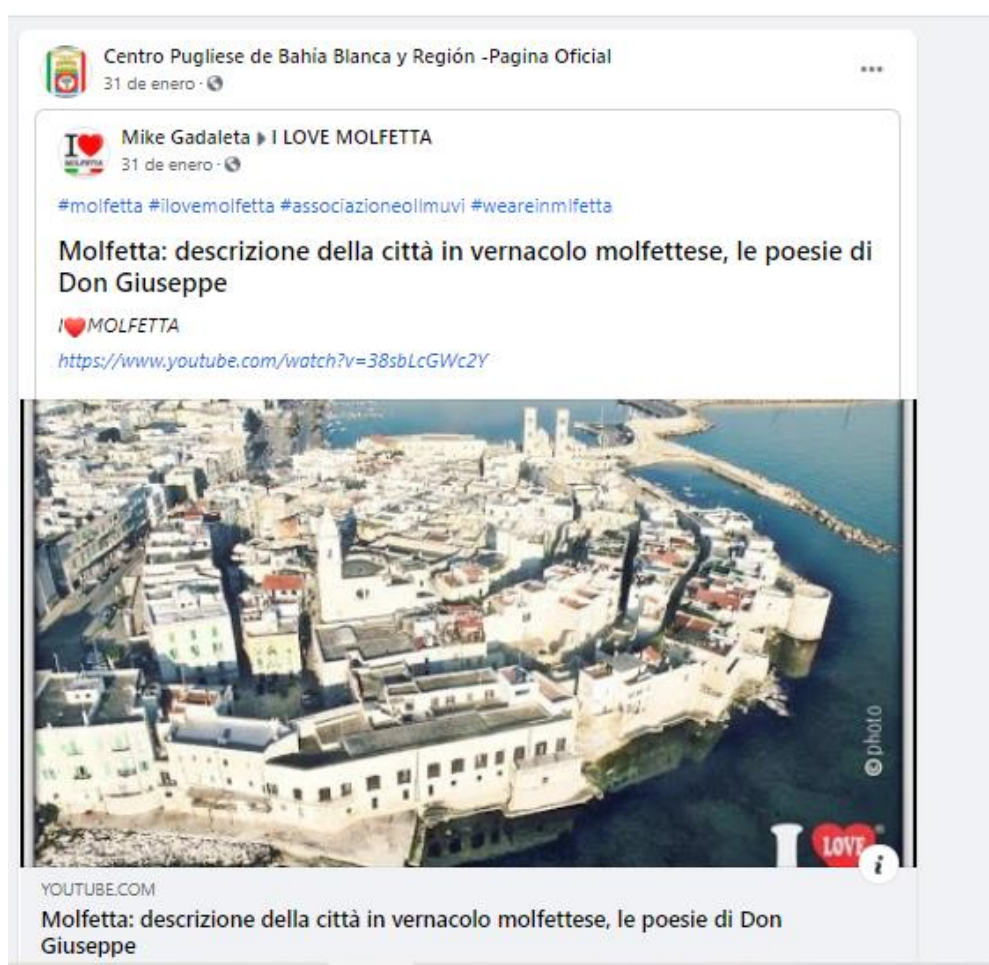 Centro Pugliese de Bahía Blanca y Región -Pagina Oficial
31 de enero ·
I ❤ MOLFETTA
Mike Gadaleta ▸ I LOVE MOLFETTA
31 de enero ·
#molfetta #ilovemolfetta #associazioneollmuvi #weareinmlfetta
Molfetta: descrizione della città in vernacolo molfettese, le poesie di
Don Giuseppe
I❤MOLFETTA
https://www.youtube.com/watch?v=38sbLcGWc2Y
© photo
I LOVE
i
YOUTUBE.COM
Molfetta: descrizione della città in vernacolo molfettese, le poesie di Don
Giuseppe